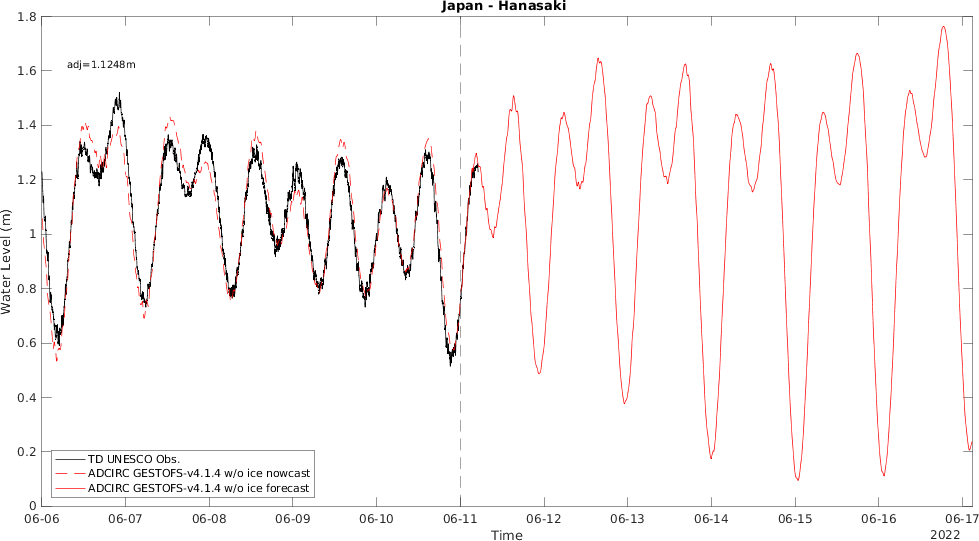 Japan - Hanasaki
1.8
1.6
1.4
1.2
1
0.8
0.6
0.4
0.2
0
Water Level (m)
adj=1.1248m
TD UNESCO Obs.
ADCIRC GESTOFS-v4.1.4 w/o ice nowcast
ADCIRC GESTOFS-v4.1.4 w/o ice forecast
06-06 06-07 06-08 06-09 06-10 06-11 06-12 06-13 06-14 06-15 06-16 06-17
Time
2022